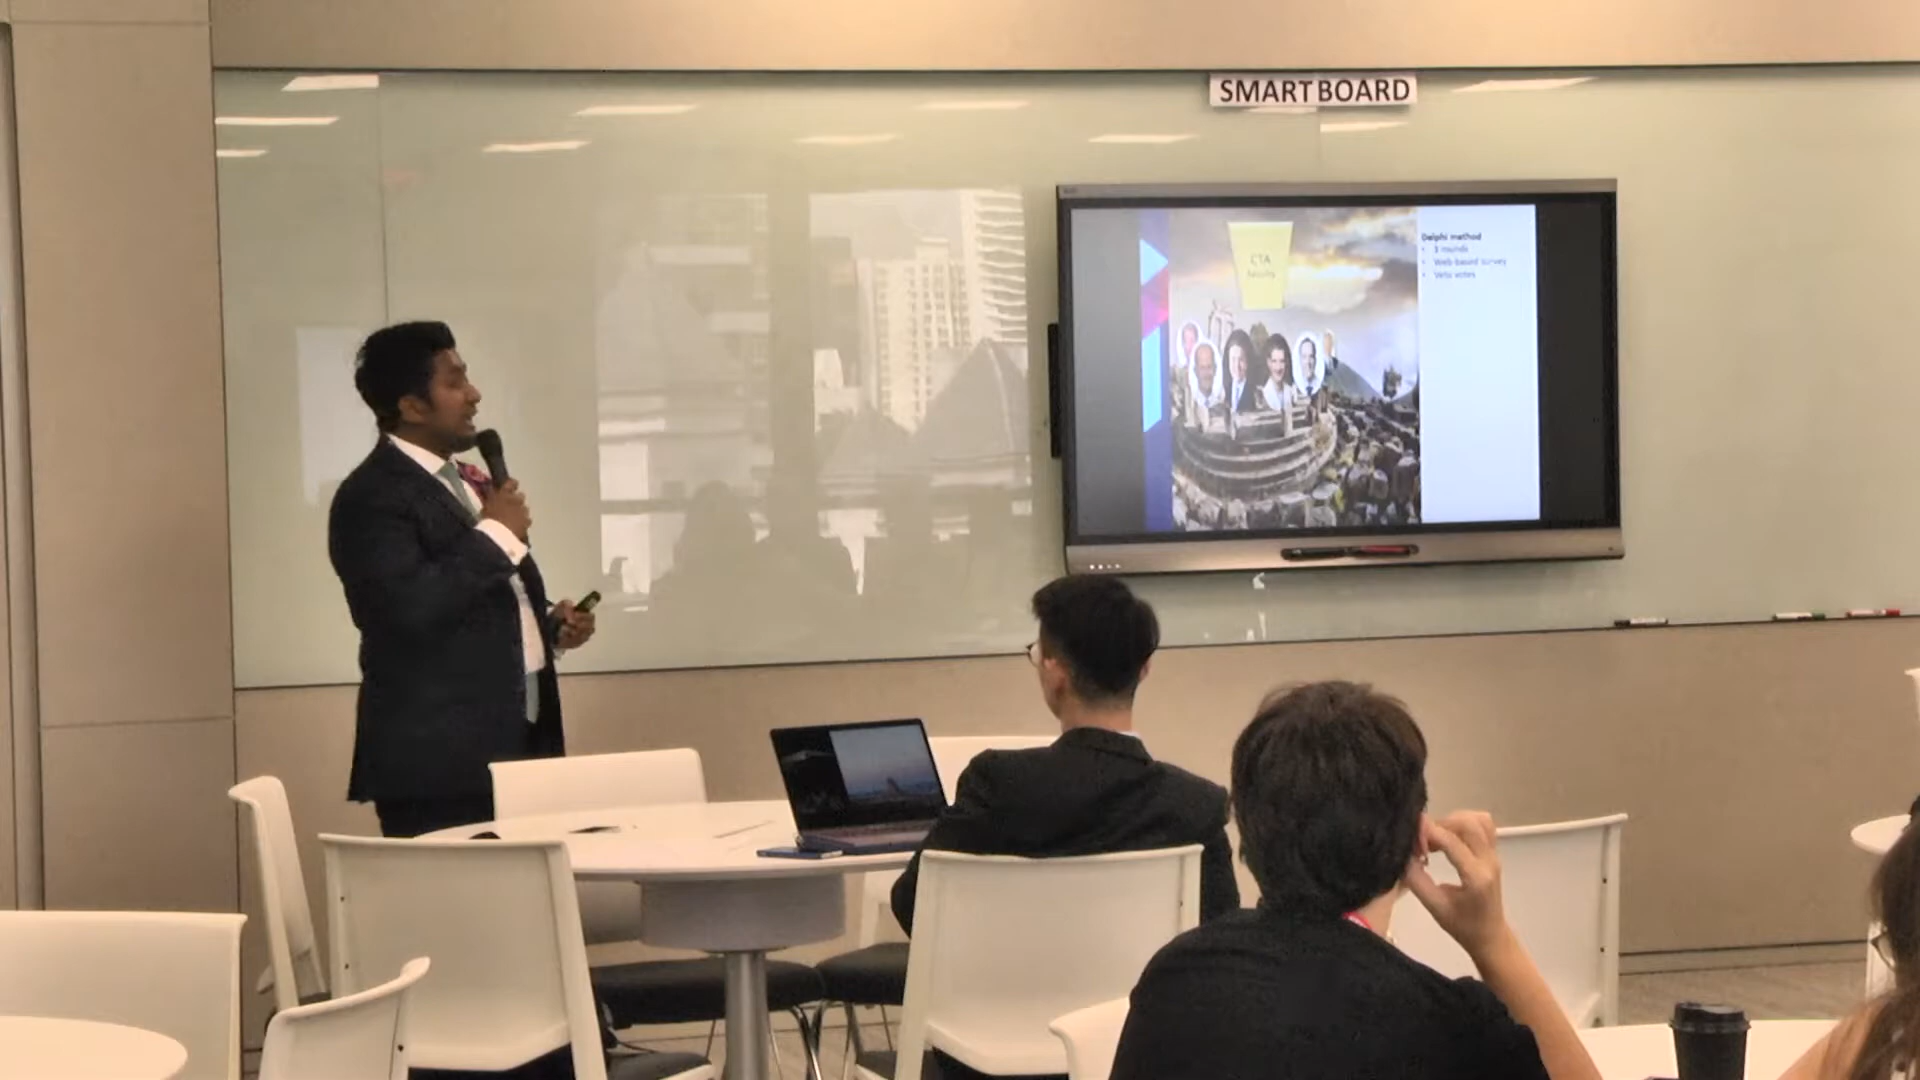 SMARTBOARD
CTA
Delphi method
• 3 rounds
• Web-based survey
• Veto votes